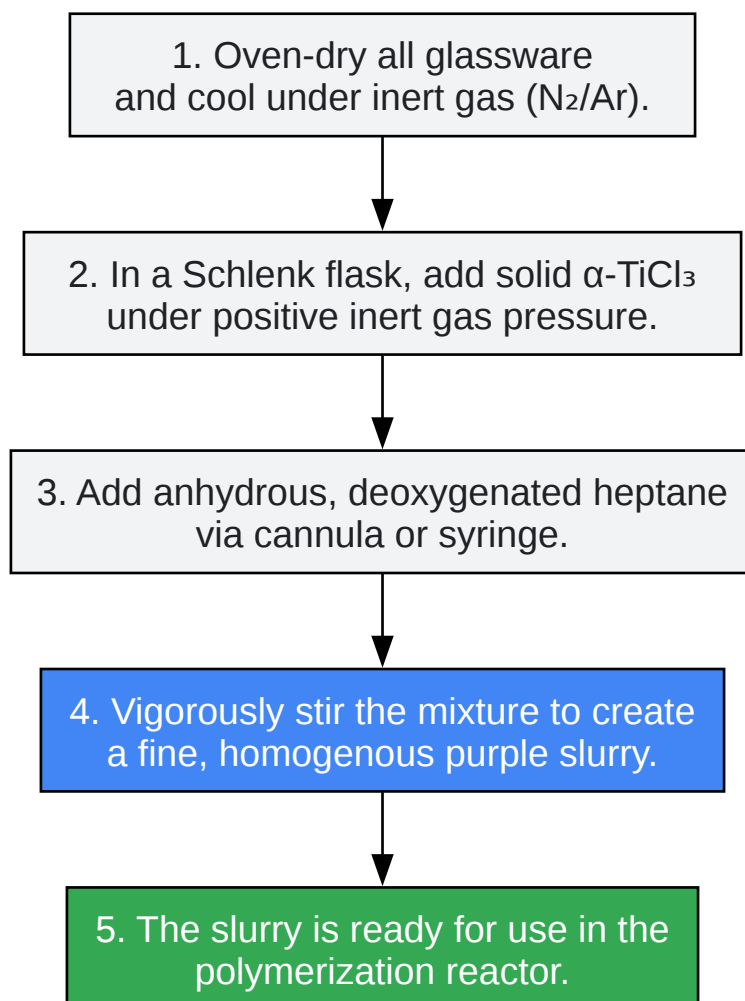 1. Oven-dry all glassware
and cool under inert gas (N₂/Ar).
2. In a Schlenk flask, add solid α-TiCl₃
under positive inert gas pressure.
3. Add anhydrous, deoxygenated heptane
via cannula or syringe.
4. Vigorously stir the mixture to create
a fine, homogenous purple slurry.
5. The slurry is ready for use in the
polymerization reactor.